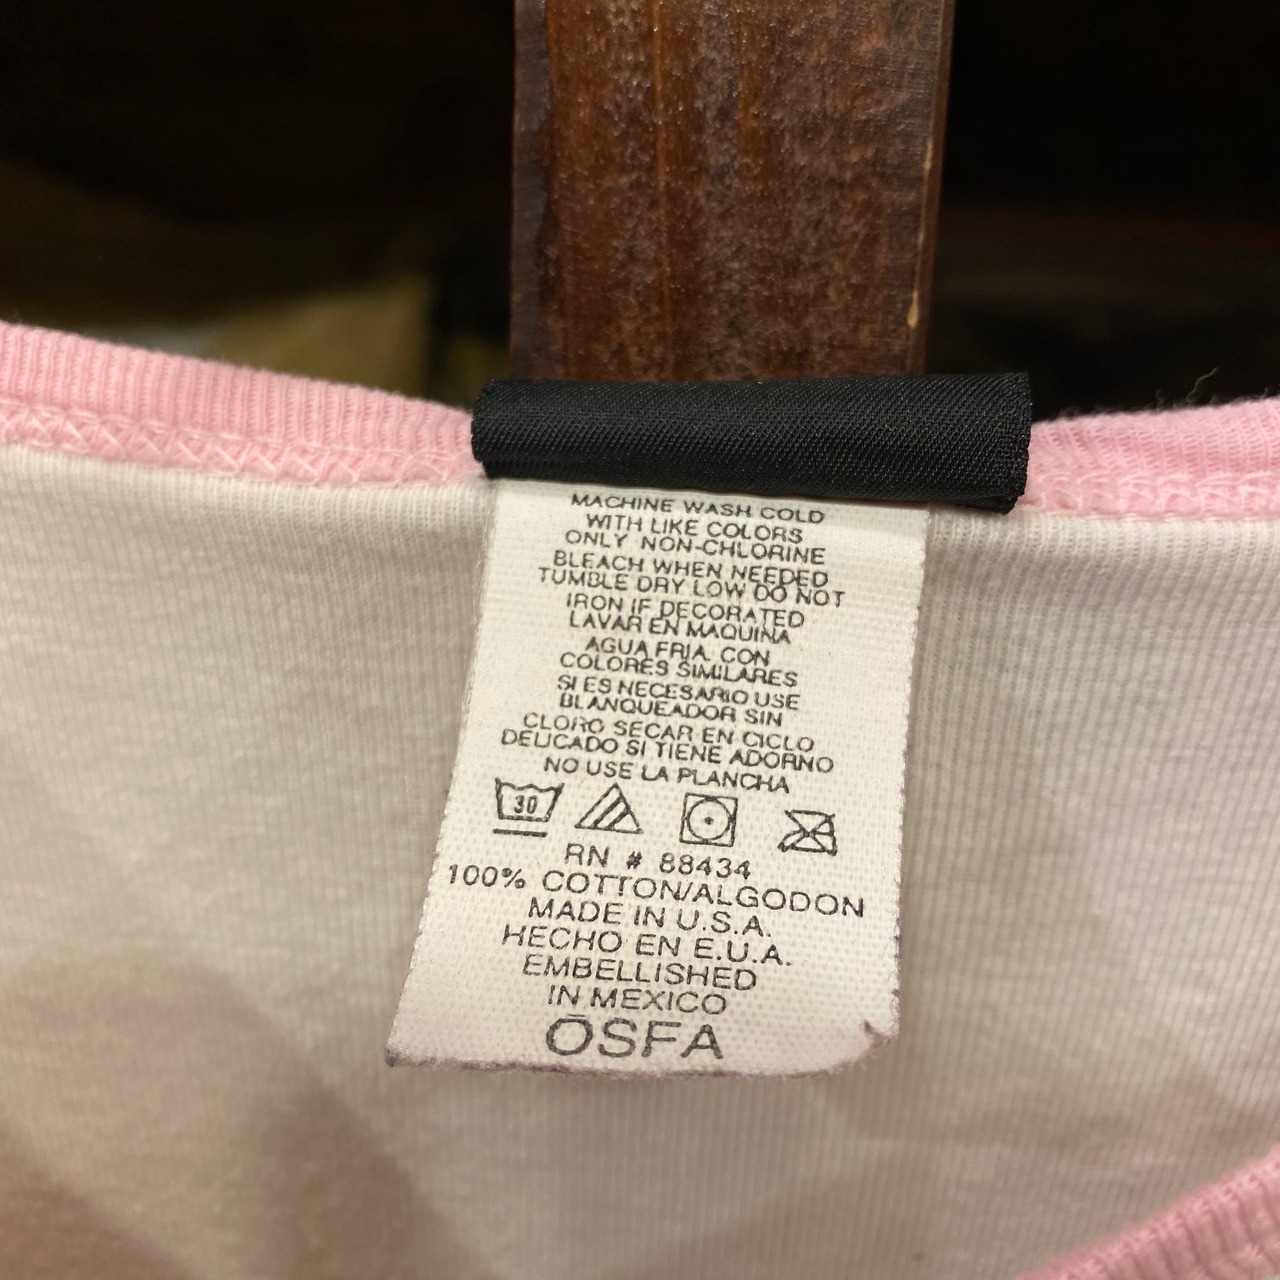 MACHINE WASH COLD
WITH LIKE COLORS
ONLY NON-CHLORINE
BLEACH WHEN NEEDED
TUMBLE DRY LOW DO NOT
IRON IF DECORATED
LAVAR EN MAQUINA
AGUA FRIA. CON
COLORES SIMILARES
SI ES NECESARIO USE
BLANQUEADOR SIN
CLORO SECAR EN CICLO
DELICADO SI TIENE ADORNO
NO USE LA PLANCHA
30
RN # 88434
100% COTTON/ALGODON
MADE IN U.S.A.
HECHO EN E.U.A.
EMBELLISHED
IN MEXICO
OSFA